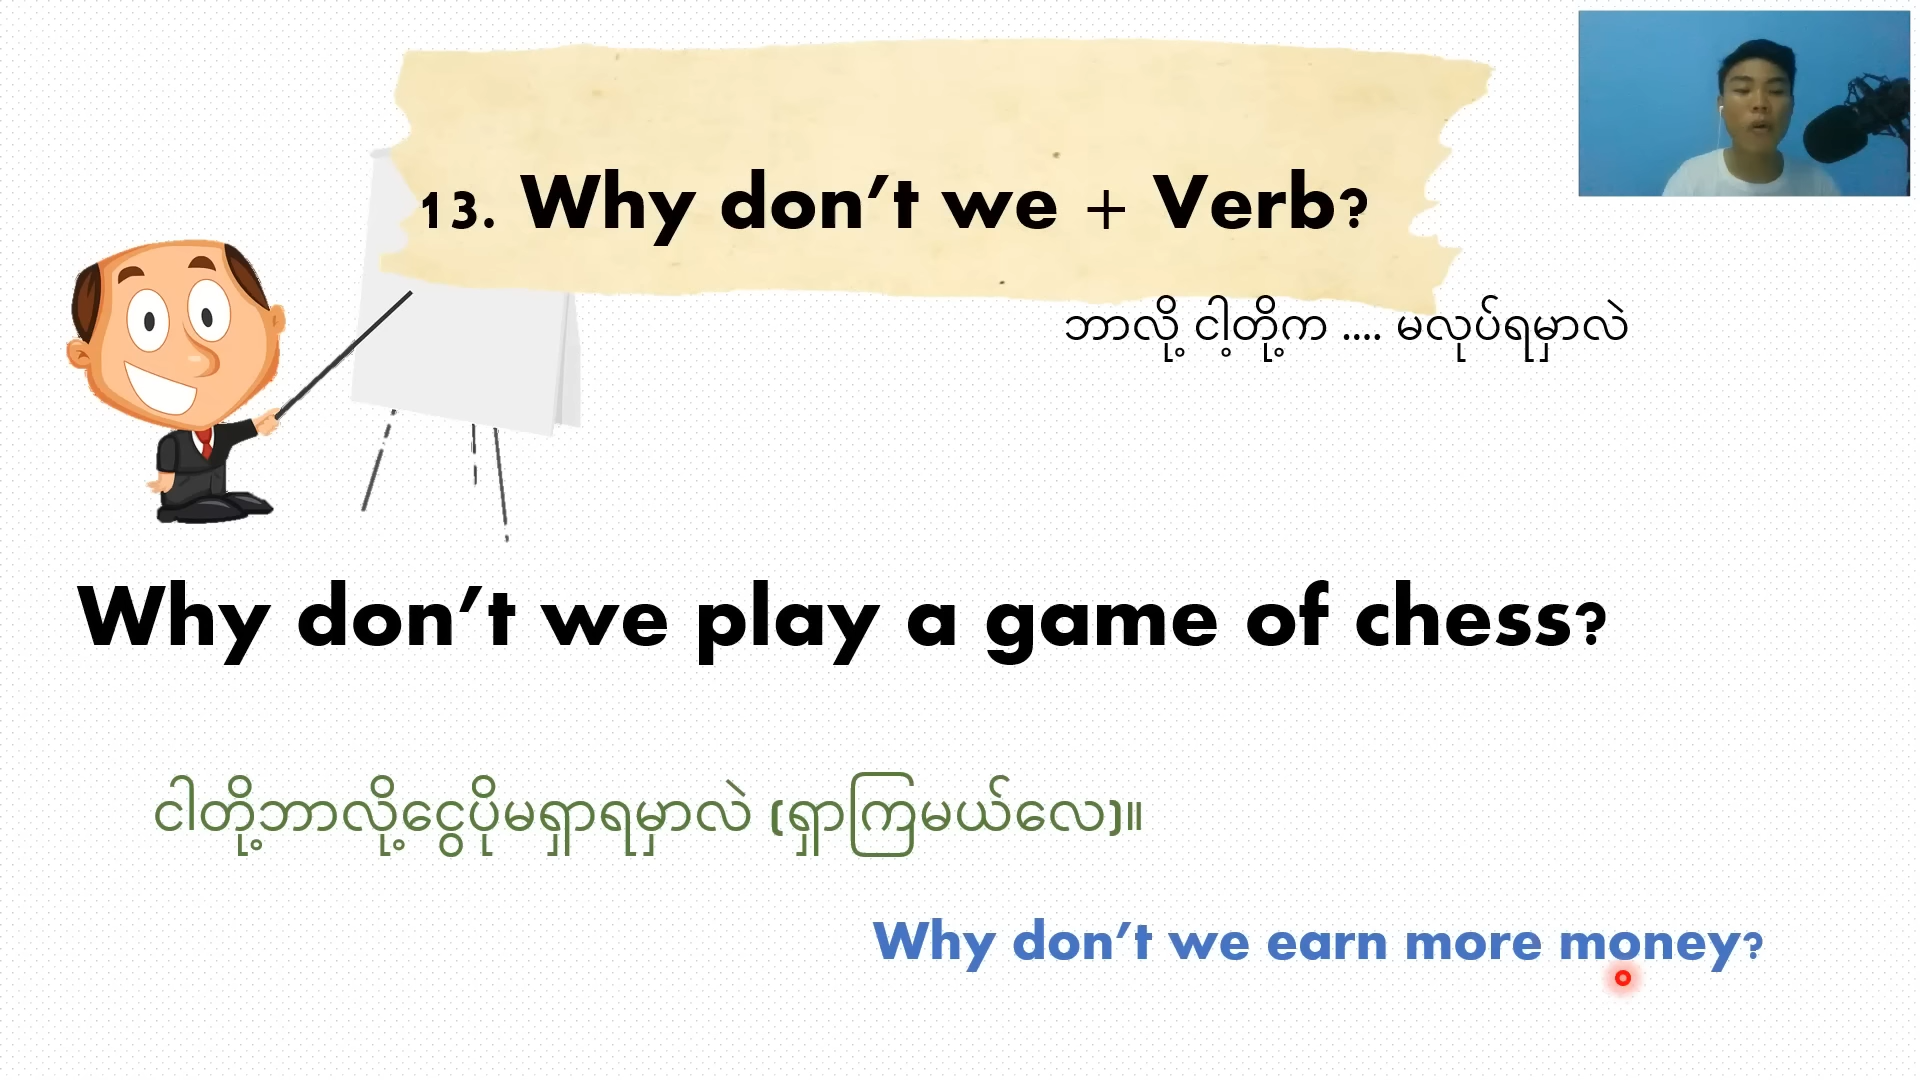 13. Why don’t we + Verb?
ဘာလို့ ငါ့တို့က .... မလုပ်ရမှာလဲ
Why don’t we play a game of chess?
ငါတို့ဘာလို့ငွေပိုမရှာရမှာလဲ (ရှာကြမယ်လေ)။
Why don’t we earn more money?